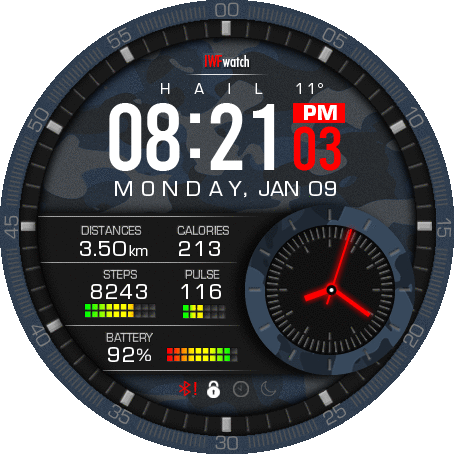 00
55
05
IWFwatch
HAIL 11°
50
10
08:21 PM 03
MONDAY, JAN 09
45
15
DISTANCES CALORIES
3.50km 213
STEPS PULSE
8243 116
40
20
BATTERY
92%
35
25
30